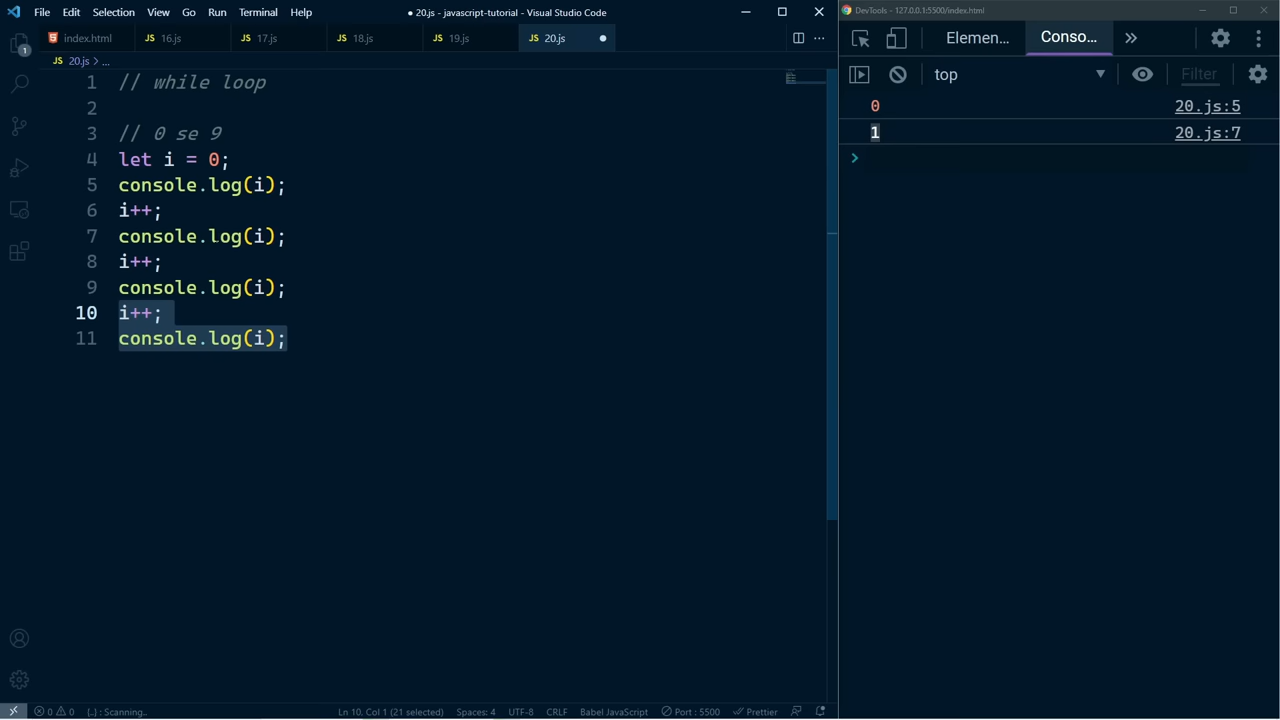 File Edit Selection View Go Run Terminal Help
● 20.js - javascript-tutorial - Visual Studio Code
DevTools - 127.0.0.1:5500/index.html
index.html
JS 16.js
JS 17.js
JS 18.js
JS 19.js
JS 20.js
Elemen...
Conso...
JS 20.js > ...
top
Filter
1 // while loop
2
3 // 0 se 9
4 let i = 0;
5 console.log(i);
6 i++;
7 console.log(i);
8 i++;
9 console.log(i);
10 i++;
11 console.log(i);
0 20.js:5
1 20.js:7
1
0 0 {..} : Scanning.. Ln 10, Col 1 (21 selected) Spaces: 4 UTF-8 CRLF Babel JavaScript Port : 5500 Prettier